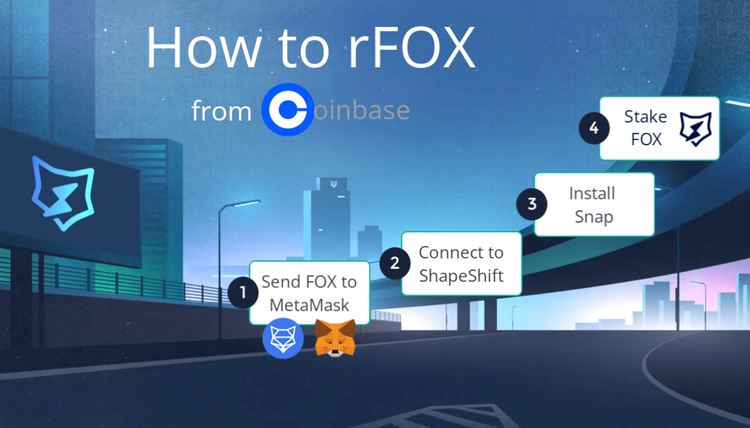 How to rFOX
from Coinbase
1
Send FOX to
MetaMask
2
Connect to
ShapeShift
3
Install
Snap
4
Stake
FOX